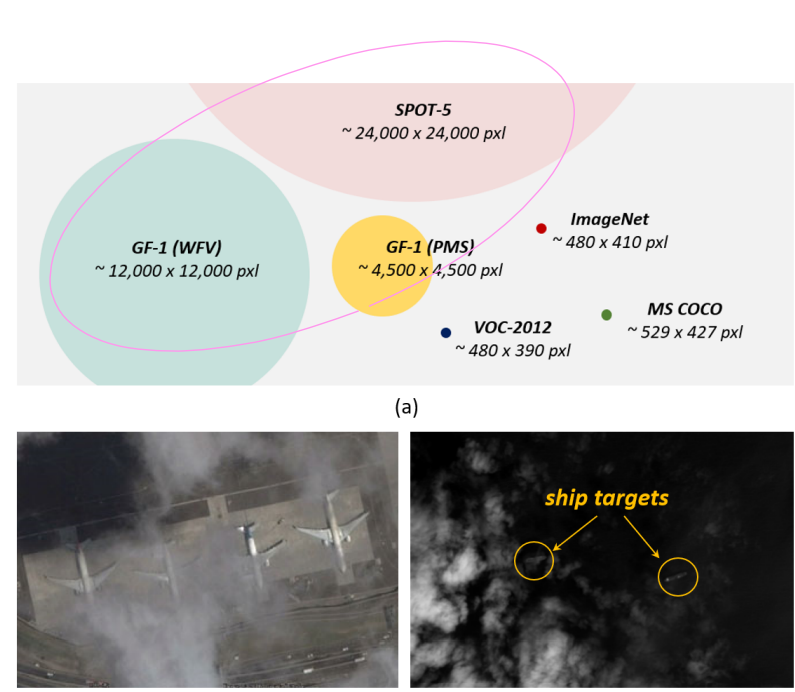 SPOT-5
~ 24,000 x 24,000 pxl
ImageNet
~ 480 x 410 pxl
GF-1 (WFV)
~ 12,000 x 12,000 pxl
GF-1 (PMS)
~ 4,500 x 4,500 pxl
MS COCO
~ 529 x 427 pxl
VOC-2012
~ 480 x 390 pxl
(a)
ship targets